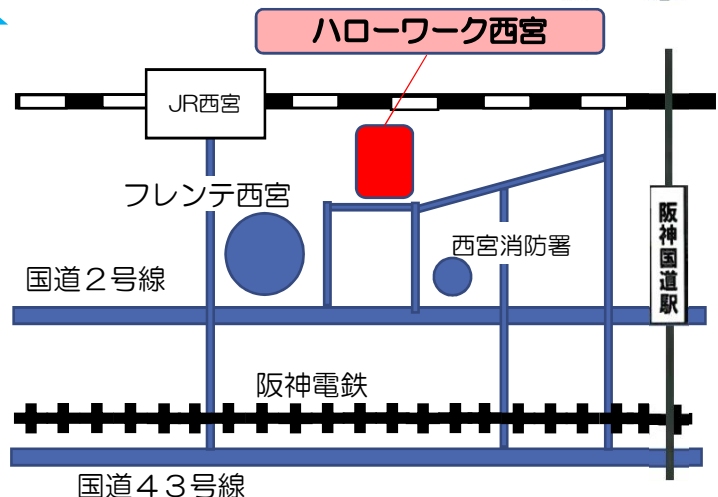 ハローワーク西宮
JR西宮
フレンテ西宮
西宮消防署
阪神国道駅
国道２号線
阪神電鉄
国道４３号線